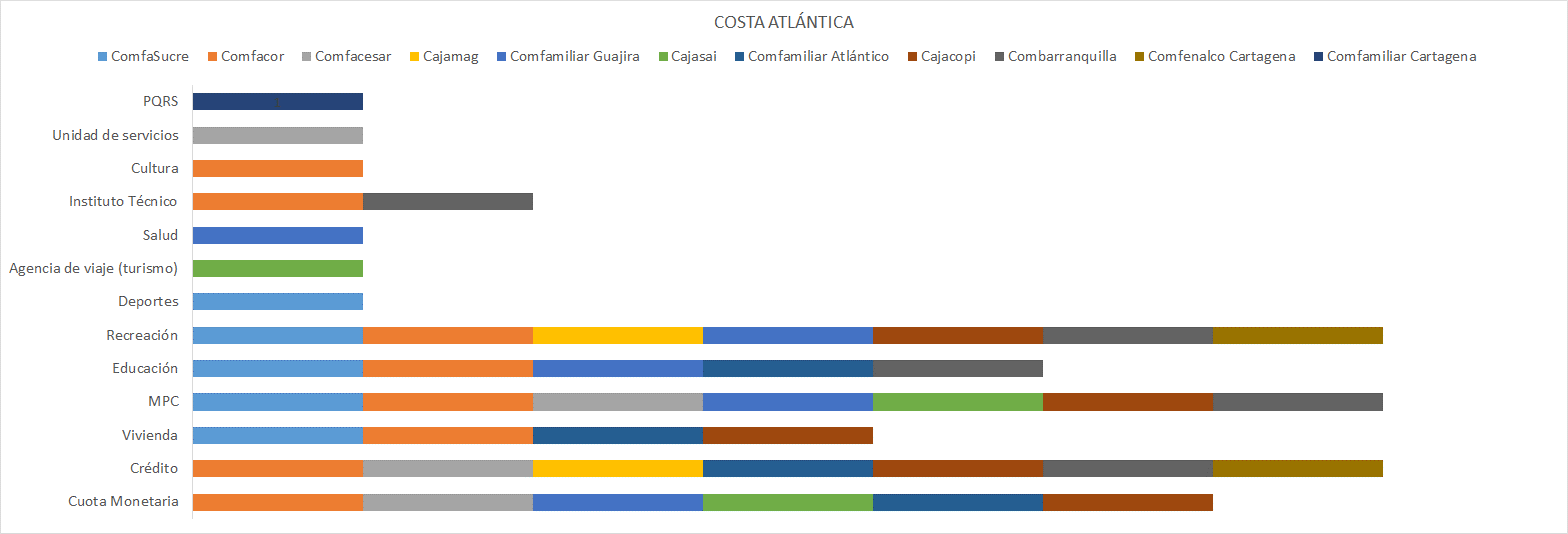 COSTA ATLÁNTICA
ComfaSucre Comfacor Comfacesar Cajamag Comfamiliar Guajira Cajasai Comfamiliar Atlántico Cajacopi Combarranquilla Comfenalco Cartagena Comfamiliar Cartagena
PQRS
Unidad de servicios
Cultura
Instituto Técnico
Salud
Agencia de viaje (turismo)
Deportes
Recreación
Educación
MPC
Vivienda
Crédito
Cuota Monetaria